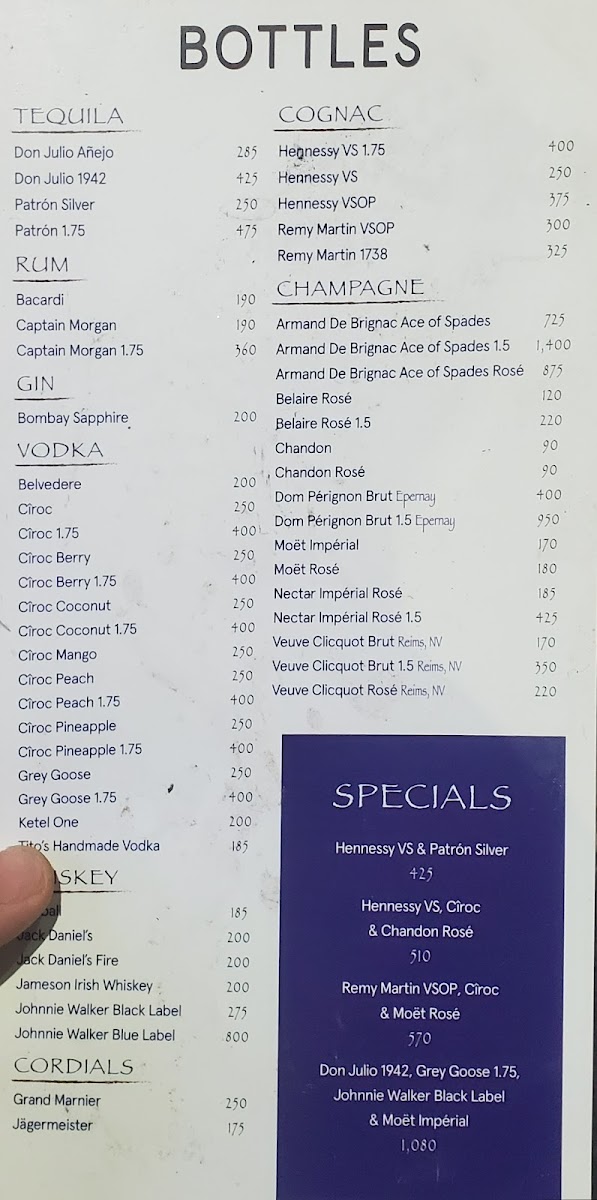 BOTTLES
TEQUILA
Don Julio Añejo 285
Don Julio 1942 425
Patrón Silver 250
Patrón 1.75 475
RUM
Bacardi 190
Captain Morgan 190
Captain Morgan 1.75 360
GIN
Bombay Sapphire 200
VODKA
Belvedere 200
Cîroc 250
Cîroc 1.75 400
Cîroc Berry 250
Cîroc Berry 1.75 400
Cîroc Coconut 250
Cîroc Coconut 1.75 400
Cîroc Mango 250
Cîroc Peach 250
Cîroc Peach 1.75 400
Cîroc Pineapple 250
Cîroc Pineapple 1.75 400
Grey Goose 250
Grey Goose 1.75 400
Ketel One 200
Tito's Handmade Vodka 185
ISKEY
ball 185
Jack Daniel's 200
Jack Daniel's Fire 200
Jameson Irish Whiskey 200
Johnnie Walker Black Label 275
Johnnie Walker Blue Label 800
CORDIALS
Grand Marnier 250
Jägermeister 175
COGNAC
Hennessy VS 1.75 400
Hennessy VS 250
Hennessy VSOP 375
Remy Martin VSOP 300
Remy Martin 1738 325
CHAMPAGNE
Armand De Brignac Ace of Spades 725
Armand De Brignac Ace of Spades 1.5 1,400
Armand De Brignac Ace of Spades Rosé 875
Belaire Rosé 120
Belaire Rosé 1.5 220
Chandon 90
Chandon Rosé 90
Dom Pérignon Brut Epernay 400
Dom Pérignon Brut 1.5 Epernay 950
Moët Impérial 170
Moët Rosé 180
Nectar Impérial Rosé 185
Nectar Impérial Rosé 1.5 425
Veuve Clicquot Brut Reims, NV 170
Veuve Clicquot Brut 1.5 Reims, NV 350
Veuve Clicquot Rosé Reims, NV 220
SPECIALS
Hennessy VS & Patrón Silver
425
Hennessy VS, Cîroc
& Chandon Rosé
510
Remy Martin VSOP, Cîroc
& Moët Rosé
570
Don Julio 1942, Grey Goose 1.75,
Johnnie Walker Black Label
& Moët Impérial
1,080